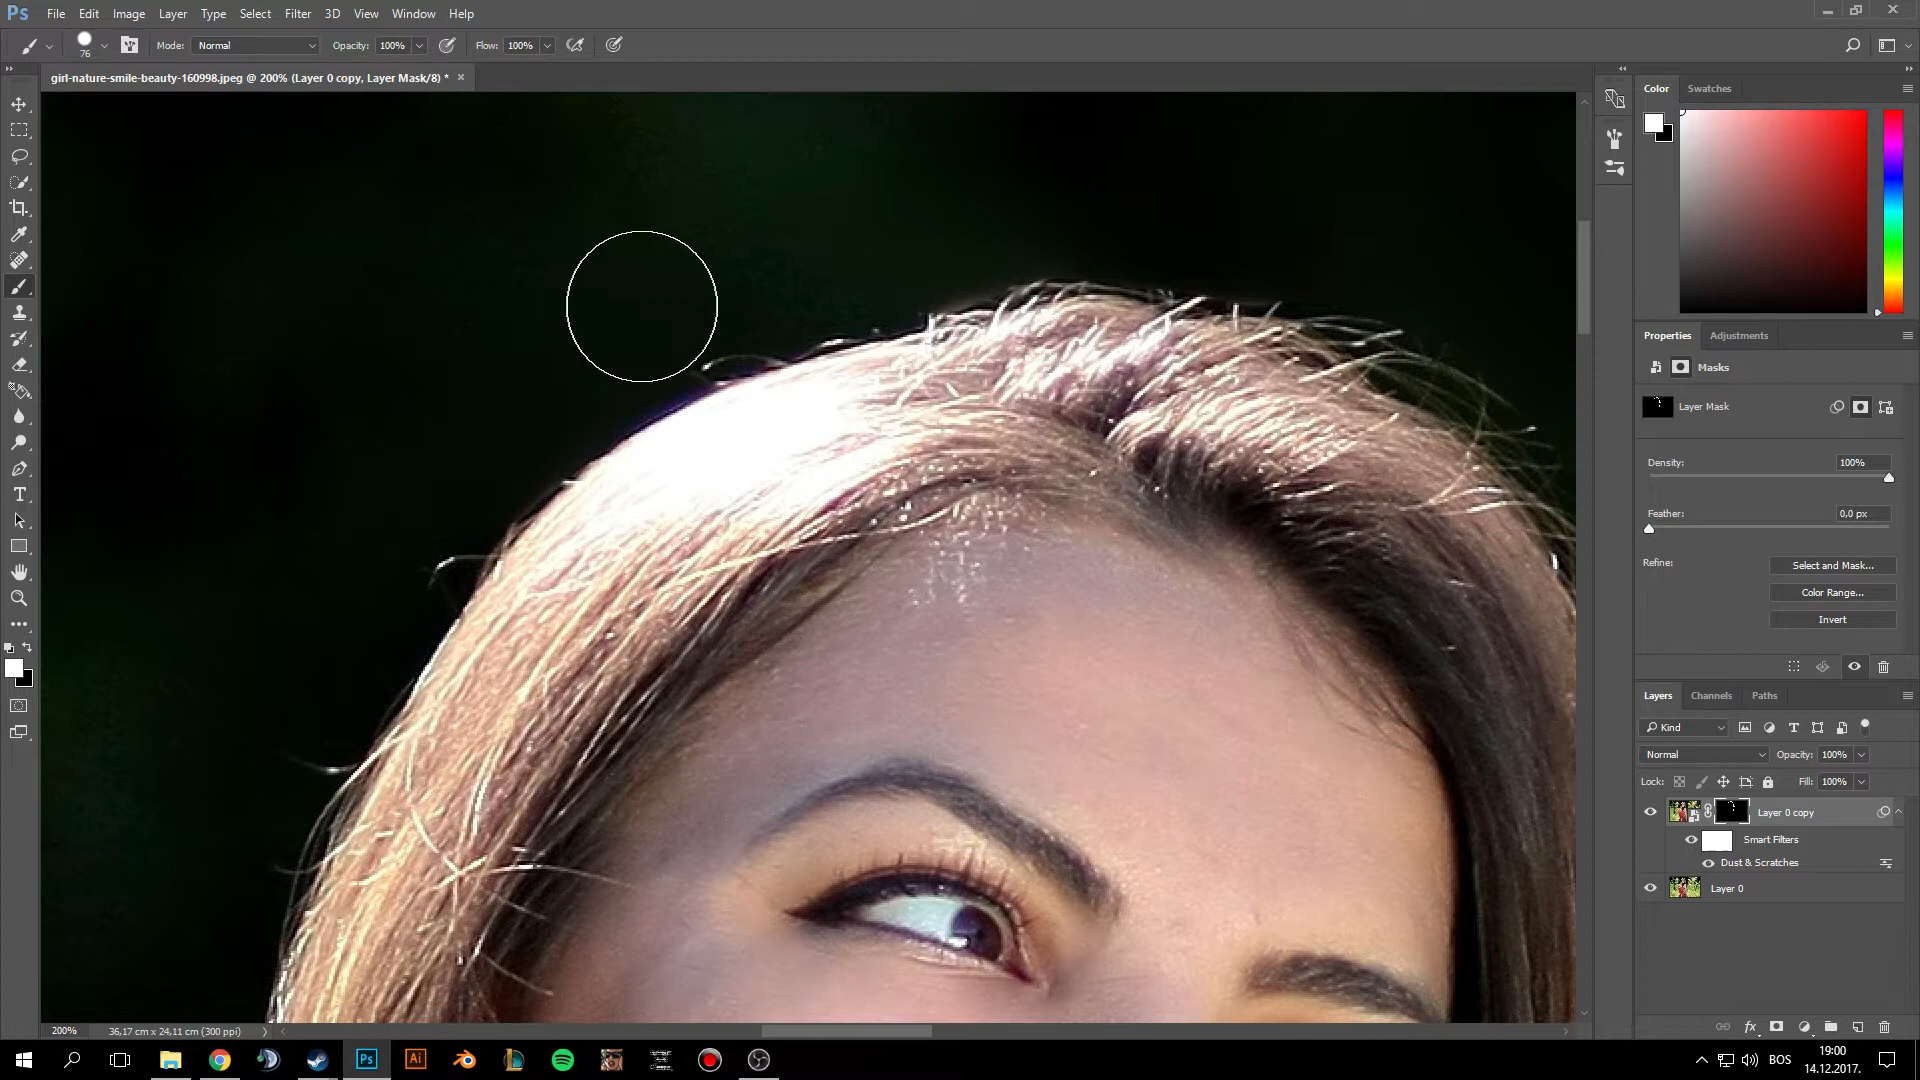 Ps File Edit Image Layer Type Select Filter 3D View Window Help
76 Mode: Normal Opacity: 100% Flow: 100%
girl-nature-smile-beauty-160998.jpeg @ 200% (Layer 0 copy, Layer Mask/8) *
Color Swatches
Properties Adjustments
Masks
Layer Mask
Density: 100%
Feather: 0,0 px
Refine: Select and Mask...
Color Range...
Invert
Layers Channels Paths
Kind
Normal Opacity: 100%
Lock: Fill: 100%
Layer 0 copy
Smart Filters
Dust & Scratches
Layer 0
200% 36,17 cm x 24,11 cm (300 ppi)
Ps Ai BOS 19:00
14.12.2017.